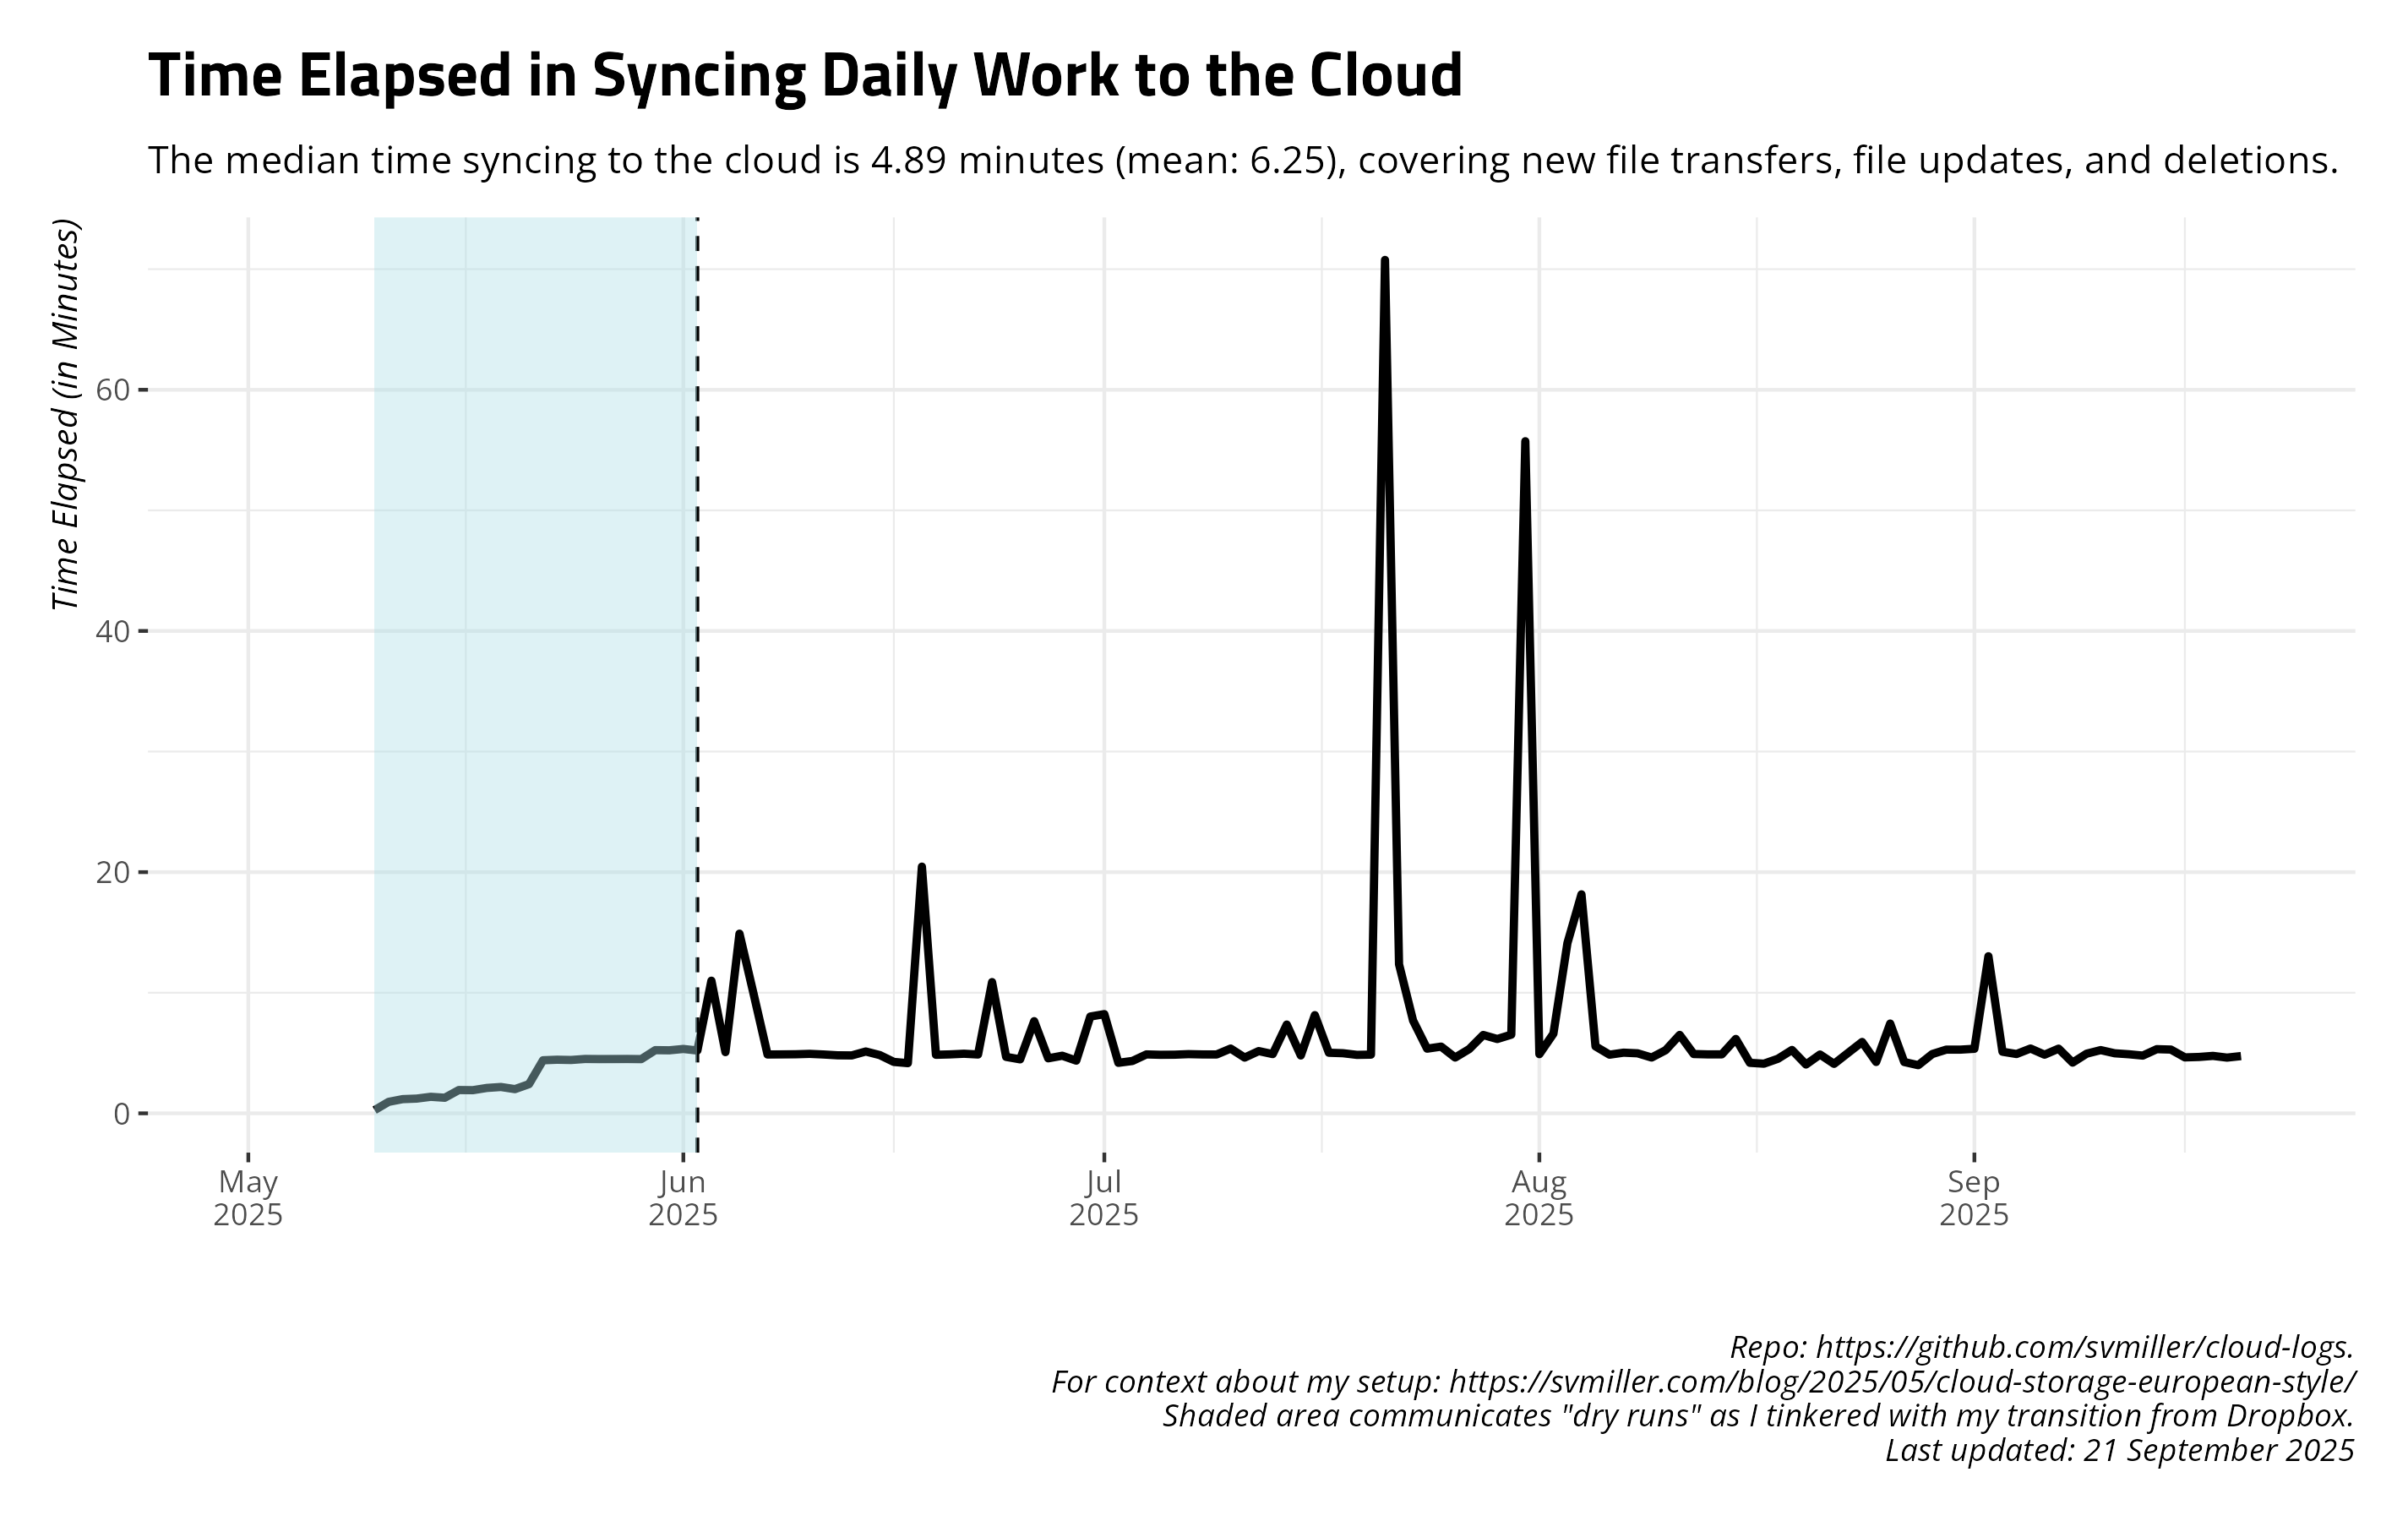 Time Elapsed in Syncing Daily Work to the Cloud
The median time syncing to the cloud is 4.89 minutes (mean: 6.25), covering new file transfers, file updates, and deletions.
Time Elapsed (in Minutes)
60
40
20
0
May
2025
Jun
2025
Jul
2025
Aug
2025
Sep
2025
Repo: https://github.com/svmiller/cloud-logs.
For context about my setup: https://svmiller.com/blog/2025/05/cloud-storage-european-style/
Shaded area communicates "dry runs" as I tinkered with my transition from Dropbox.
Last updated: 21 September 2025